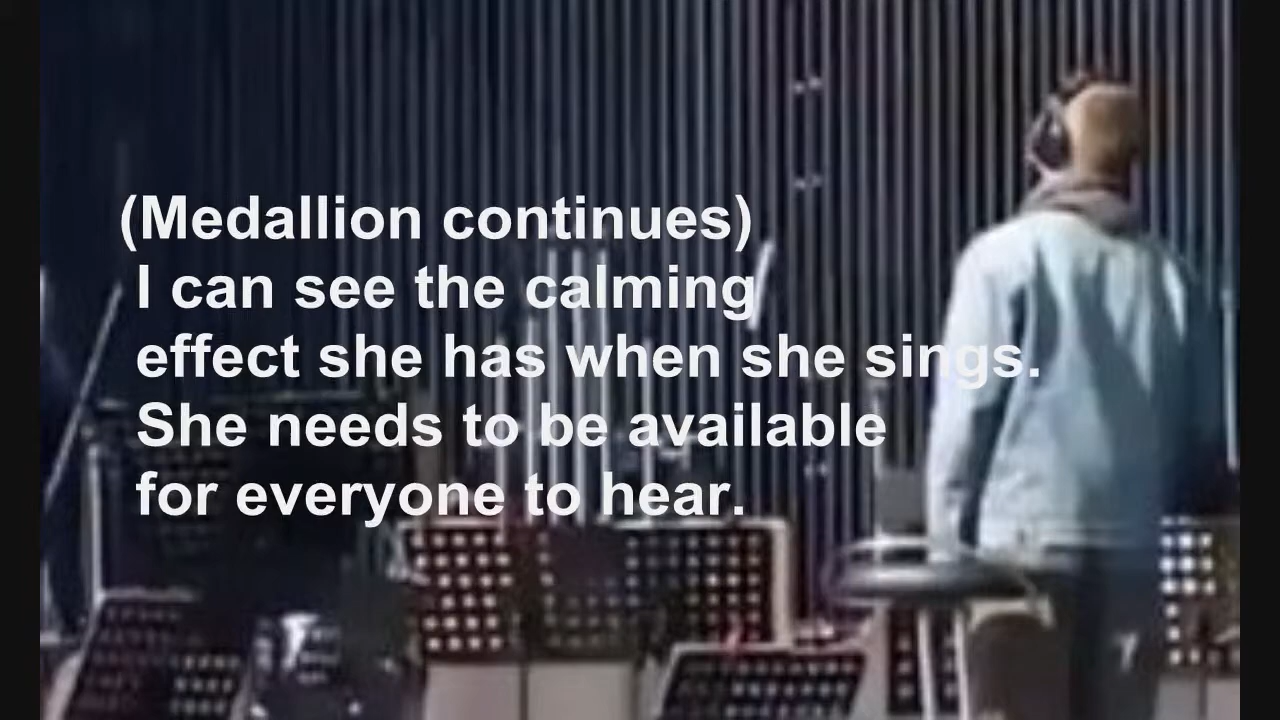 (Medallion continues)
I can see the calming
effect she has when she sings.
She needs to be available
for everyone to hear.